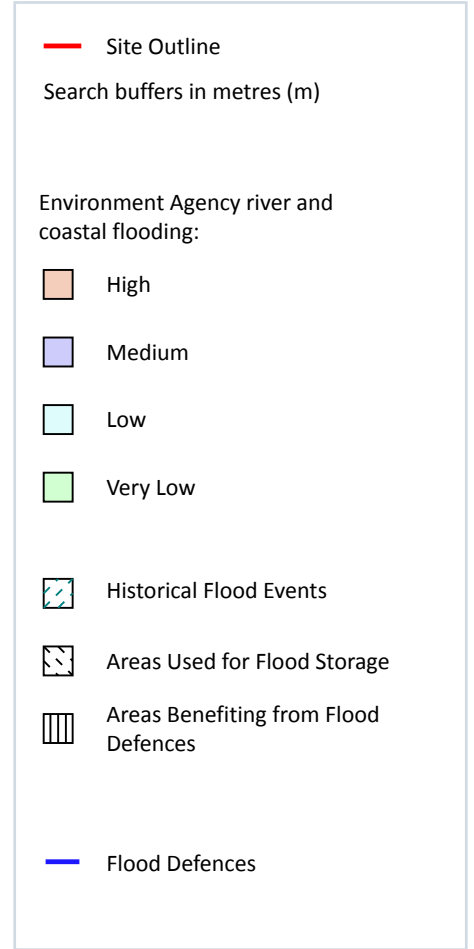 Site Outline
Search buffers in metres (m)
Environment Agency river and
coastal flooding:
High
Medium
Low
Very Low
Historical Flood Events
Areas Used for Flood Storage
Areas Benefiting from Flood
Defences
Flood Defences